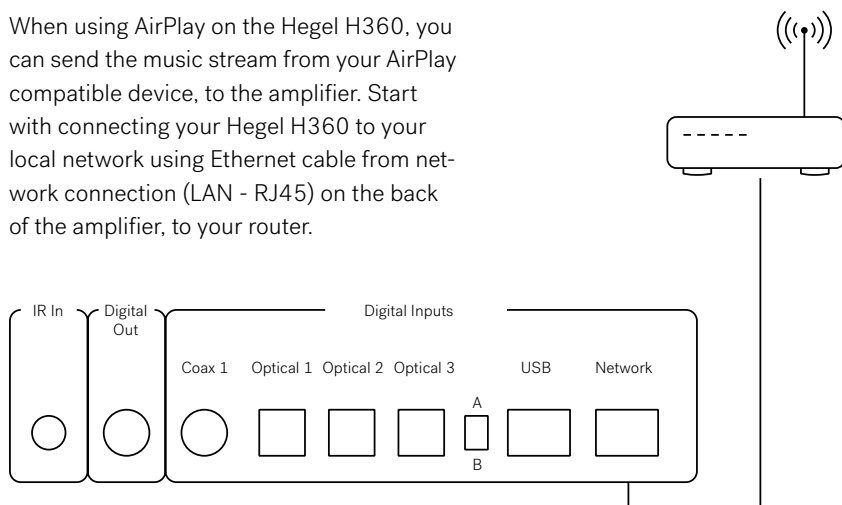 When using AirPlay on the Hegel H360, you
can send the music stream from your AirPlay
compatible device, to the amplifier. Start
with connecting your Hegel H360 to your
local network using Ethernet cable from net-
work connection (LAN - RJ45) on the back
of the amplifier, to your router.
IR In
Digital
Out
Digital Inputs
Coax 1
Optical 1
Optical 2
Optical 3
A
B
USB
Network